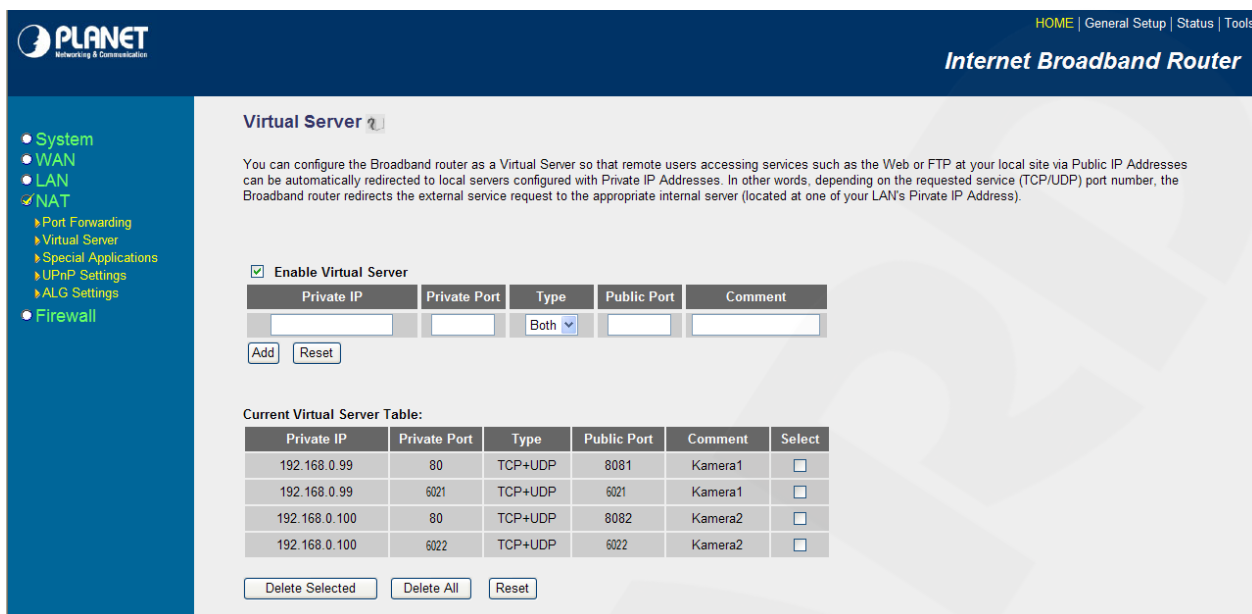 PLANET
Networking & Communication
HOME | General Setup | Status | Tools
Internet Broadband Router
System
WAN
LAN
NAT
Port Forwarding
Virtual Server
Special Applications
UPnP Settings
ALG Settings
Firewall
Virtual Server
You can configure the Broadband router as a Virtual Server so that remote users accessing services such as the Web or FTP at your local site via Public IP Addresses
can be automatically redirected to local servers configured with Private IP Addresses. In other words, depending on the requested service (TCP/UDP) port number, the
Broadband router redirects the external service request to the appropriate internal server (located at one of your LAN's Pivate IP Address).
Enable Virtual Server
Private IP Private Port Type Public Port Comment
Both
Add Reset
Current Virtual Server Table:
Private IP Private Port Type Public Port Comment Select
192.168.0.99 80 TCP+UDP 8081 Kamera1
192.168.0.99 6021 TCP+UDP 6021 Kamera1
192.168.0.100 80 TCP+UDP 8082 Kamera2
192.168.0.100 6022 TCP+UDP 6022 Kamera2
Delete Selected Delete All Reset